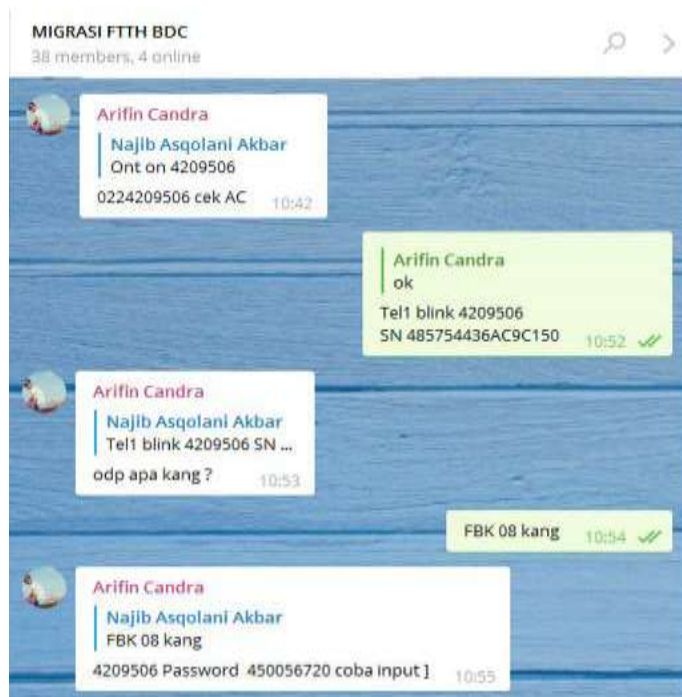 MIGRASI FTTH BDC
38 members, 4 online
Arifin Candra
Najib Asqolani Akbar
Ont on 4209506
0224209506 cek AC 10:42
Arifin Candra
ok
Tel1 blink 4209506
SN 485754436AC9C150 10:52
Arifin Candra
Najib Asqolani Akbar
Tel1 blink 4209506 SN ...
odp apa kang ? 10:53
FBK 08 kang 10:54
Arifin Candra
Najib Asqolani Akbar
FBK 08 kang
4209506 Password 450056720 coba input ] 10:55